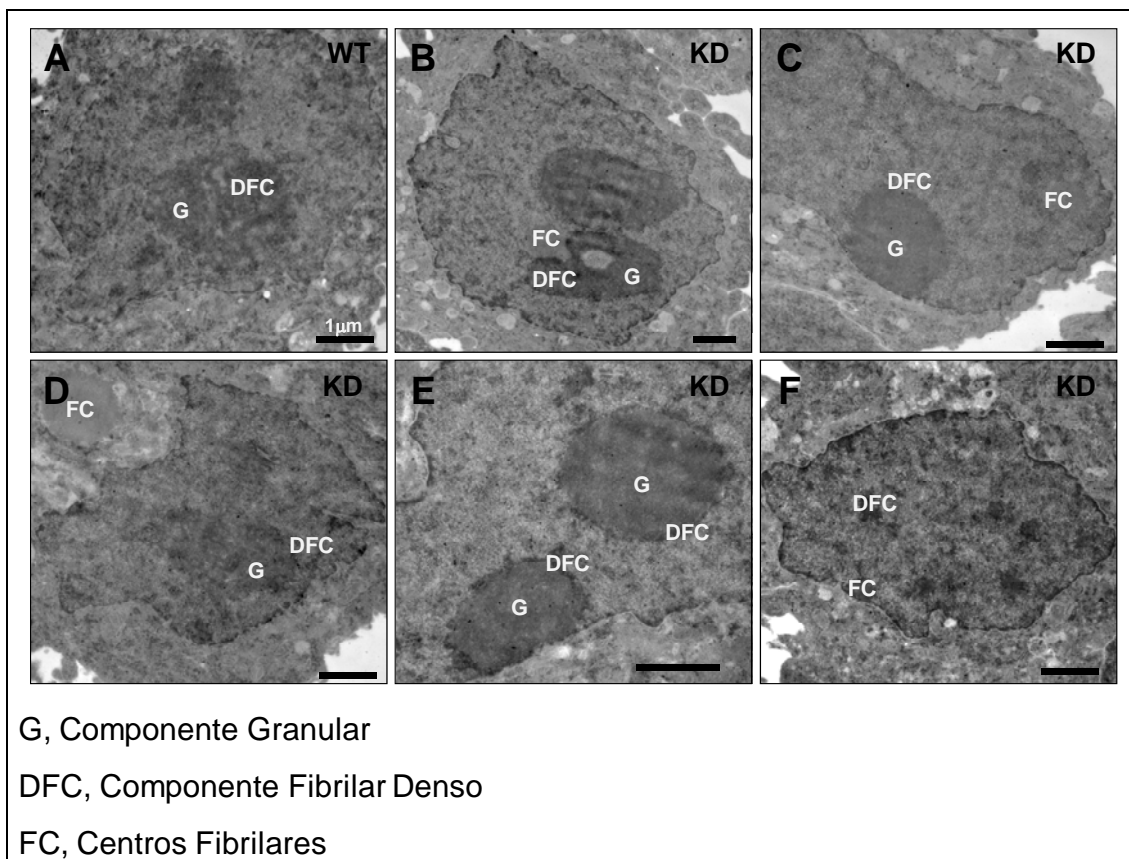 A WT
B KD
C KD
DFC
G
1µm
FC
DFC
G
DFC
FC
G
D KD
E KD
F KD
FC
DFC
G
G
DFC
DFC
G
DFC
FC
G, Componente Granular
DFC, Componente Fibrilar Denso
FC, Centros Fibrilares